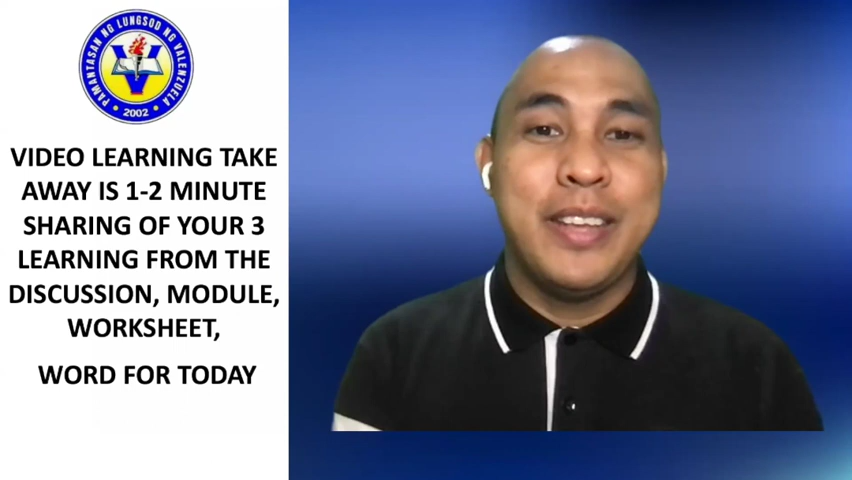 PAMANTASAN NG LUNGSOD NG VALENZUELA
2002
VIDEO LEARNING TAKE
AWAY IS 1-2 MINUTE
SHARING OF YOUR 3
LEARNING FROM THE
DISCUSSION, MODULE,
WORKSHEET,
WORD FOR TODAY